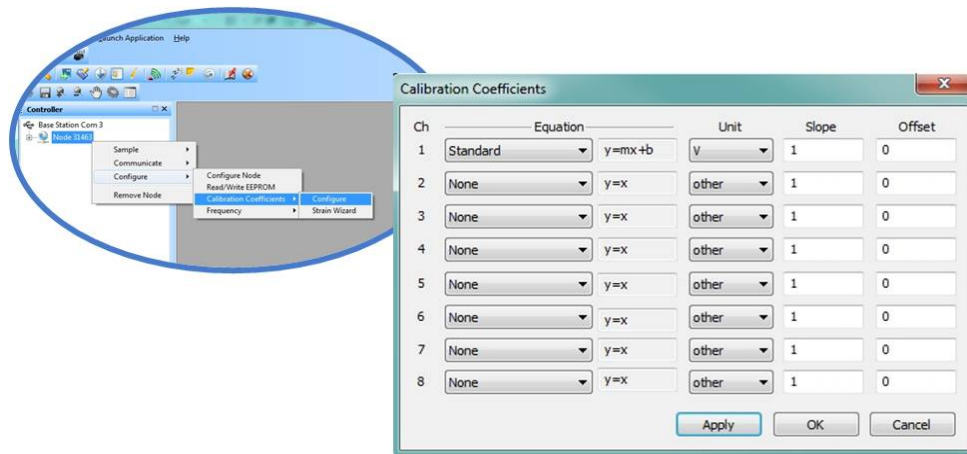 aunch Application Help
Controller
Base Station Com 3
Node 31463
Sample
Communicate
Configure
Remove Node
Configure Node
Read/Write EEPROM
Calibration Coefficients
Frequency
Configure
Strain Wizard
Calibration Coefficients
Ch Equation Unit Slope Offset
1 Standard y=mx+b V 1 0
2 None y=x other 1 0
3 None y=x other 1 0
4 None y=x other 1 0
5 None y=x other 1 0
6 None y=x other 1 0
7 None y=x other 1 0
8 None y=x other 1 0
Apply OK Cancel